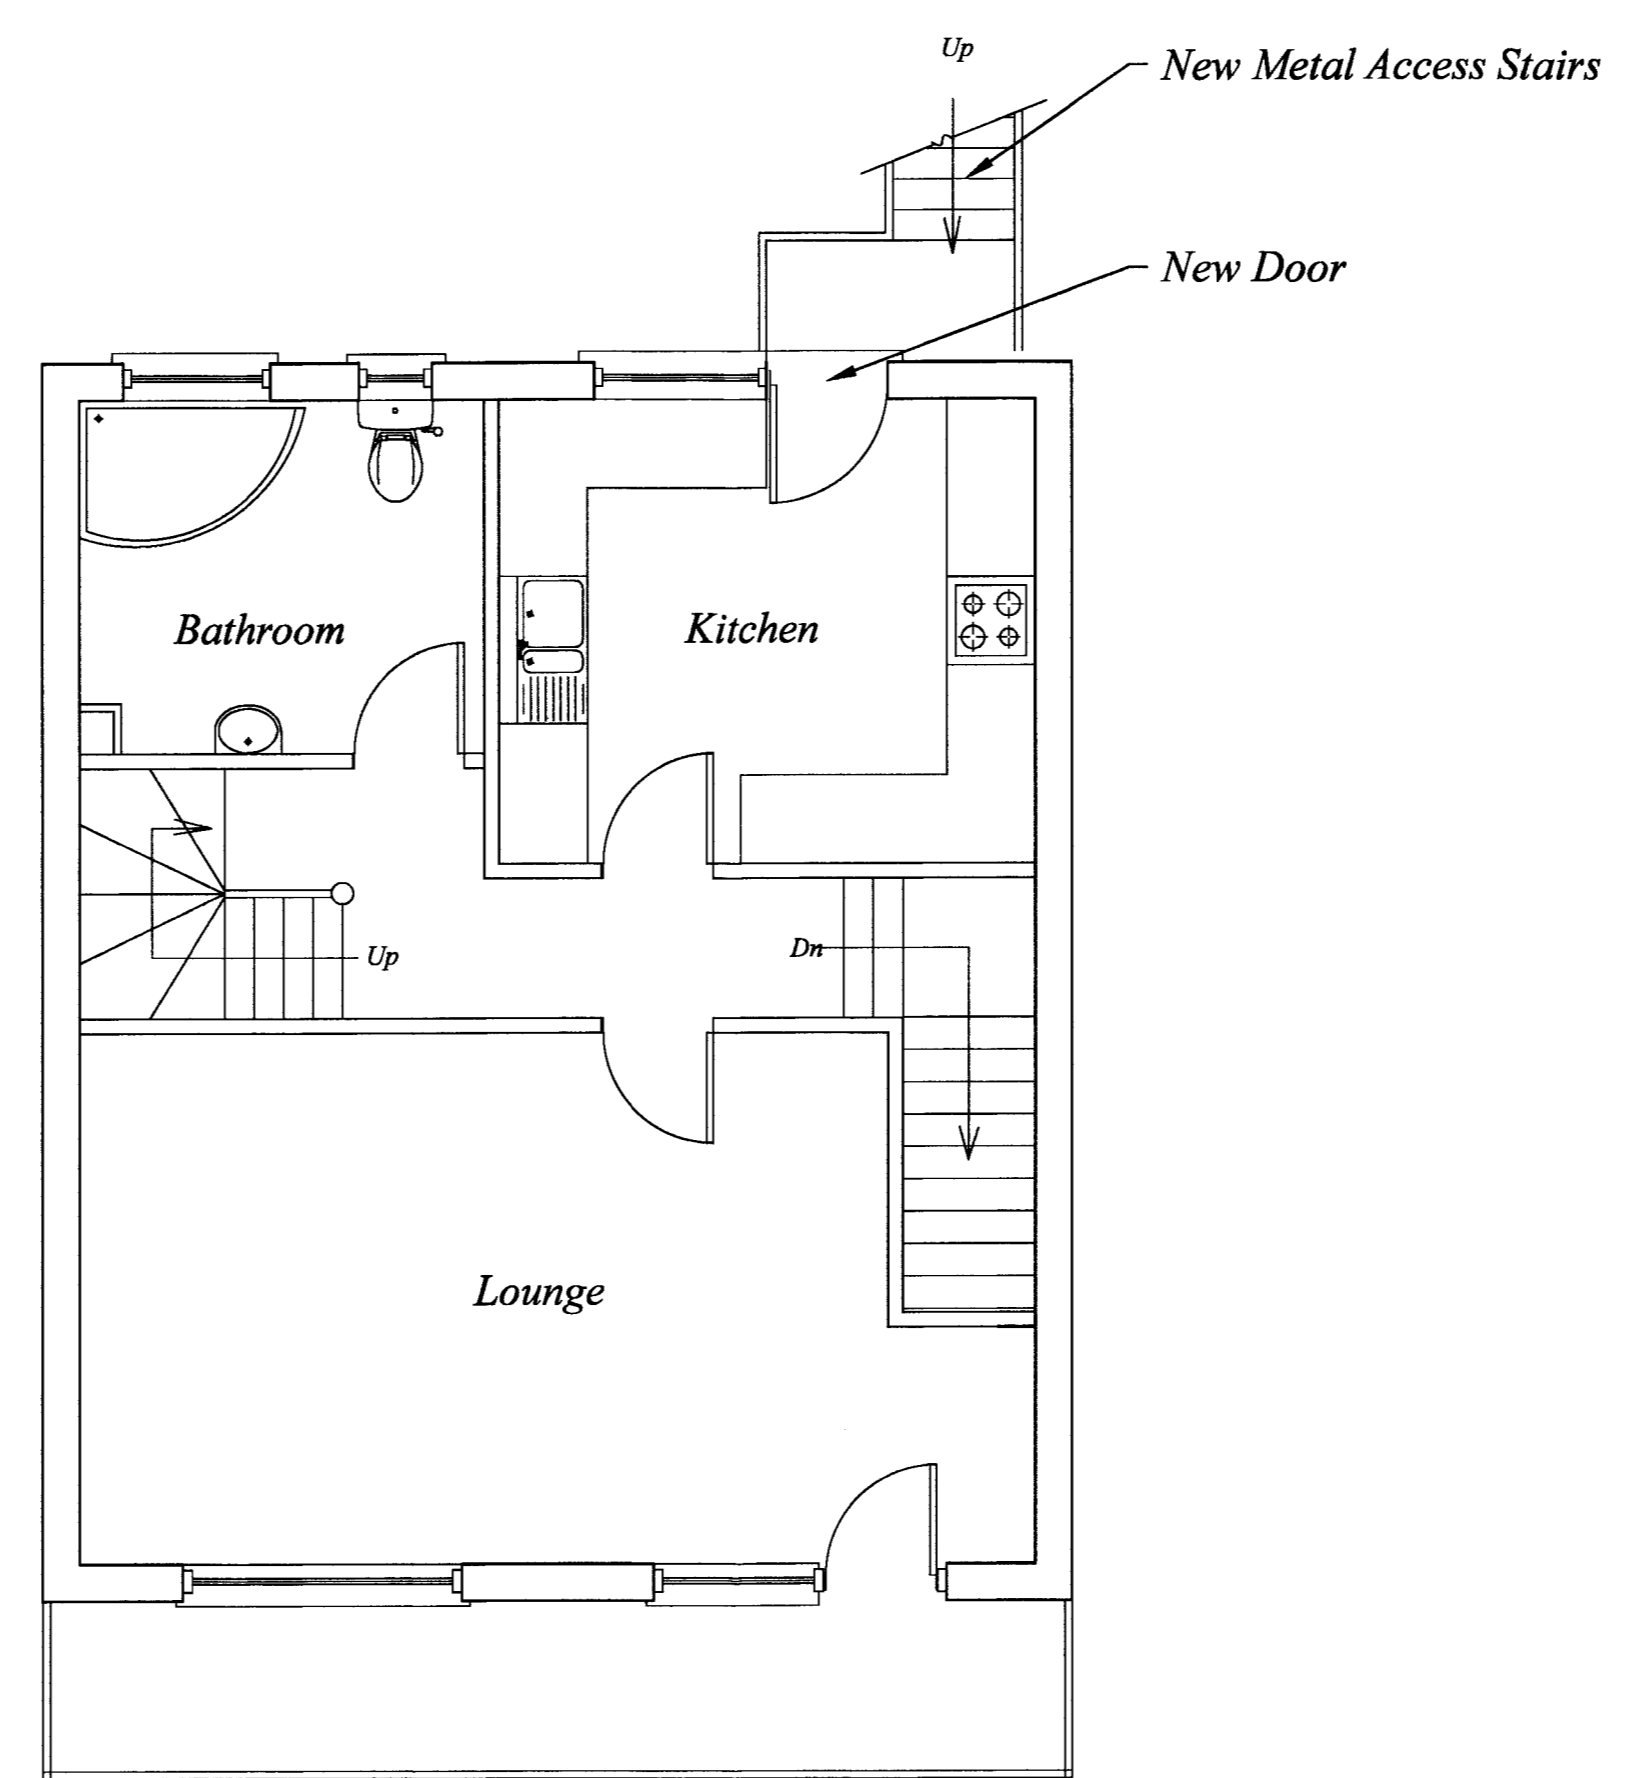 Up
New Metal Access Stairs
New Door
Bathroom
Kitchen
Up
Dn
Lounge